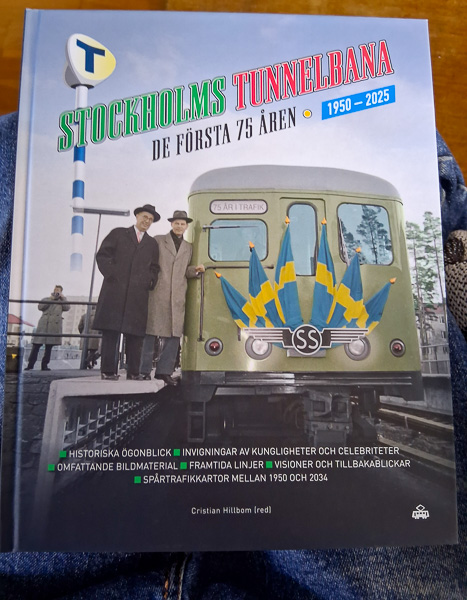 T
STOCKHOLMS TUNNELBANA
DE FÖRSTA 75 ÅREN • 1950 – 2025
75 ÅR I TRAFIK
SS
■ HISTORISKA ÖGONBLICK ■ INVIGNINGAR AV KUNGLIGHETER OCH CELEBRITETER
■ OMFATTANDE BILDMATERIAL ■ FRAMTIDA LINJER ■ VISIONER OCH TILLBAKABLICKAR
■ SPÅRTRAFIKKARTOR MELLAN 1950 OCH 2034
Cristian Hillbom (red)